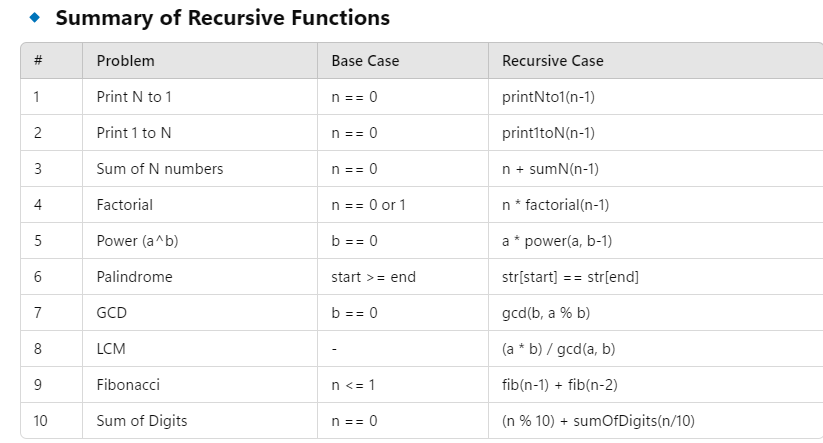 Summary of Recursive Functions
# Problem Base Case Recursive Case
1 Print N to 1 n == 0 printNto1(n-1)
2 Print 1 to N n == 0 print1toN(n-1)
3 Sum of N numbers n == 0 n + sumN(n-1)
4 Factorial n == 0 or 1 n * factorial(n-1)
5 Power (a^b) b == 0 a * power(a, b-1)
6 Palindrome start >= end str[start] == str[end]
7 GCD b == 0 gcd(b, a % b)
8 LCM - (a * b) / gcd(a, b)
9 Fibonacci n <= 1 fib(n-1) + fib(n-2)
10 Sum of Digits n == 0 (n % 10) + sumOfDigits(n/10)